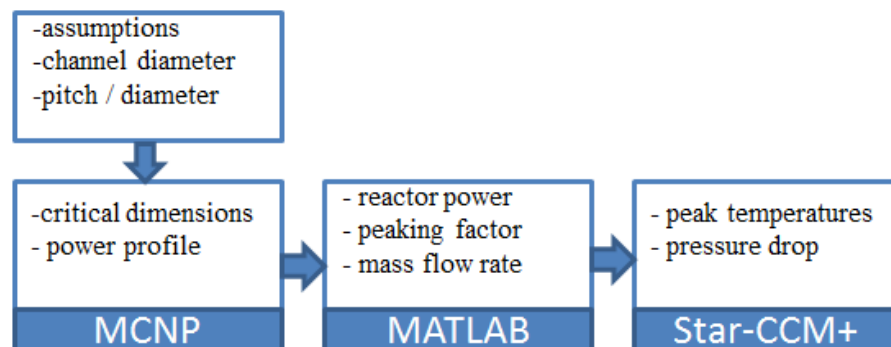 -assumptions
-channel diameter
-pitch / diameter
-critical dimensions
- power profile
MCNP
- reactor power
- peaking factor
- mass flow rate
MATLAB
- peak temperatures
- pressure drop
Star-CCM+